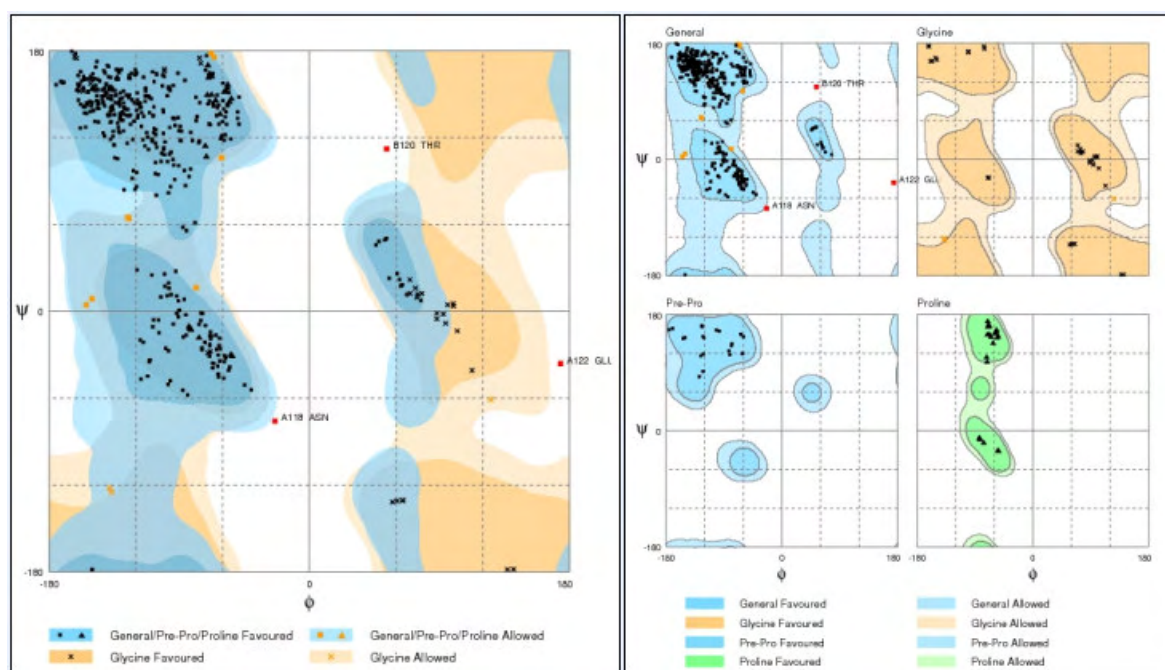 180
B120 THR
Ψ
0
A122 GLU
A118 ASN
-180
-180
0
180
ϕ
General/Pre-Pro/Proline Favoured
General/Pre-Pro/Proline Allowed
Glycine Favoured
Glycine Allowed
General
Glycine
180
B120 THR
Ψ
0
A122 GL
A118 ASN
-180
Pre-Pro
Proline
180
Ψ
0
-180
-180
0
180
-180
0
180
ϕ
ϕ
General Favoured
General Allowed
Glycine Favoured
Glycine Allowed
Pre-Pro Favoured
Pre-Pro Allowed
Proline Favoured
Proline Allowed